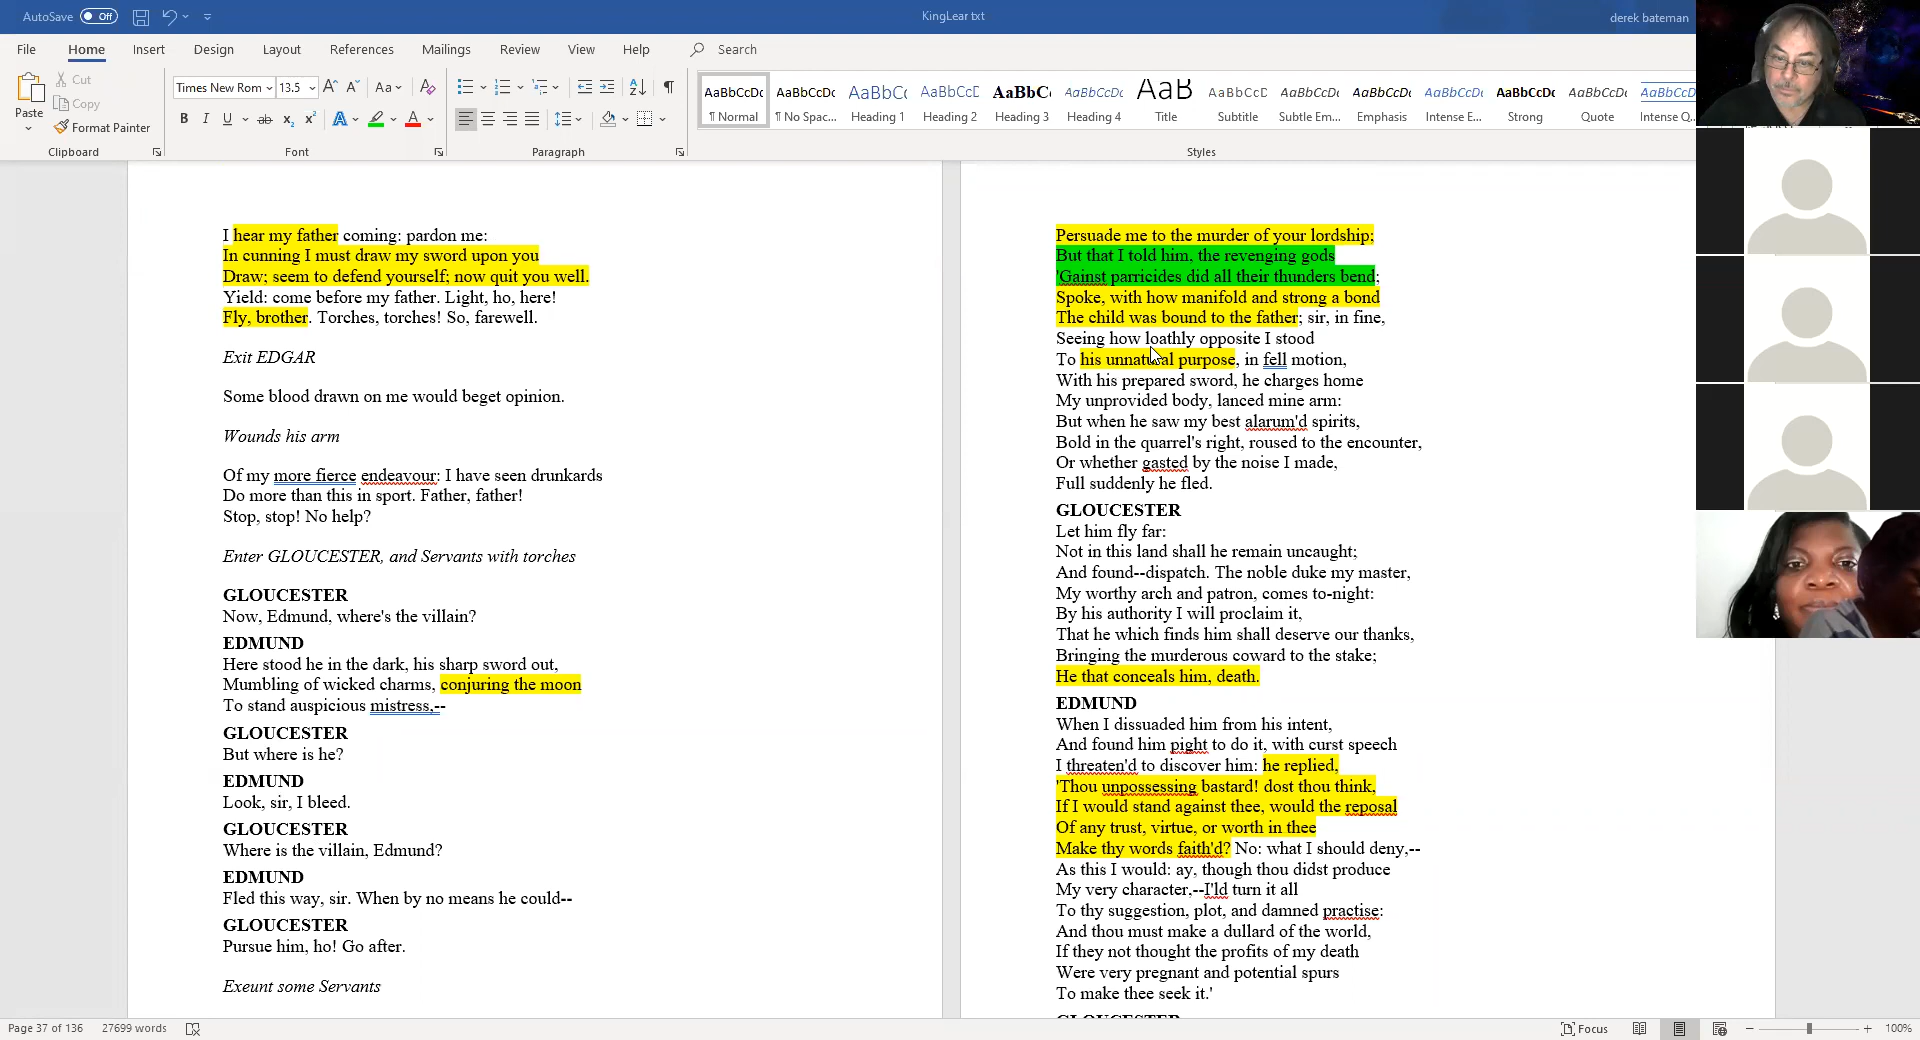 AutoSave Off
KingLear txt
derek bateman
File Home Insert Design Layout References Mailings Review View Help Search
Paste
Cut
Copy
Format Painter
Clipboard
Times New Rom 13.5
Font
Paragraph
AaBbCcDc AaBbCcDc AaBbC AaBbCcD AaBbC AaBbCcDc AaB AaBbCcD AaBbCcDc AaBbCcDc AaBbCcDc AaBbCcDc AaBbCcDc AaBbCcDc
¶ Normal ¶ No Spac... Heading 1 Heading 2 Heading 3 Heading 4 Title Subtitle Subtle Em... Emphasis Intense E... Strong Quote Intense Q...
Styles
I hear my father coming: pardon me:
In cunning I must draw my sword upon you
Draw; seem to defend yourself; now quit you well.
Yield: come before my father. Light, ho, here!
Fly, brother. Torches, torches! So, farewell.
Exit EDGAR
Some blood drawn on me would beget opinion.
Wounds his arm
Of my more fierce endeavour: I have seen drunkards
Do more than this in sport. Father, father!
Stop, stop! No help?
Enter GLOUCESTER, and Servants with torches
GLOUCESTER
Now, Edmund, where's the villain?
EDMUND
Here stood he in the dark, his sharp sword out,
Mumbling of wicked charms, conjuring the moon
To stand auspicious mistress,--
GLOUCESTER
But where is he?
EDMUND
Look, sir, I bleed.
GLOUCESTER
Where is the villain, Edmund?
EDMUND
Fled this way, sir. When by no means he could--
GLOUCESTER
Pursue him, ho! Go after.
Exeunt some Servants
Persuade me to the murder of your lordship;
But that I told him, the revenging gods
'Gainst parricides did all their thunders bend;
Spoke, with how manifold and strong a bond
The child was bound to the father; sir, in fine,
Seeing how loathly opposite I stood
To his unnatural purpose, in fell motion,
With his prepared sword, he charges home
My unprovided body, lanced mine arm:
But when he saw my best alarum'd spirits,
Bold in the quarrel's right, roused to the encounter,
Or whether gasted by the noise I made,
Full suddenly he fled.
GLOUCESTER
Let him fly far:
Not in this land shall he remain uncaught;
And found--dispatch. The noble duke my master,
My worthy arch and patron, comes to-night:
By his authority I will proclaim it,
That he which finds him shall deserve our thanks,
Bringing the murderous coward to the stake;
He that conceals him, death.
EDMUND
When I dissuaded him from his intent,
And found him pight to do it, with curst speech
I threaten'd to discover him: he replied,
'Thou unpossessing bastard! dost thou think,
If I would stand against thee, would the reposal
Of any trust, virtue, or worth in thee
Make thy words faith'd? No: what I should deny,--
As this I would: ay, though thou didst produce
My very character,--I'ld turn it all
To thy suggestion, plot, and damned practise:
And thou must make a dullard of the world,
If they not thought the profits of my death
Were very pregnant and potential spurs
To make thee seek it.'
GLOUCESTER
Page 37 of 136 27699 words
Focus
100%